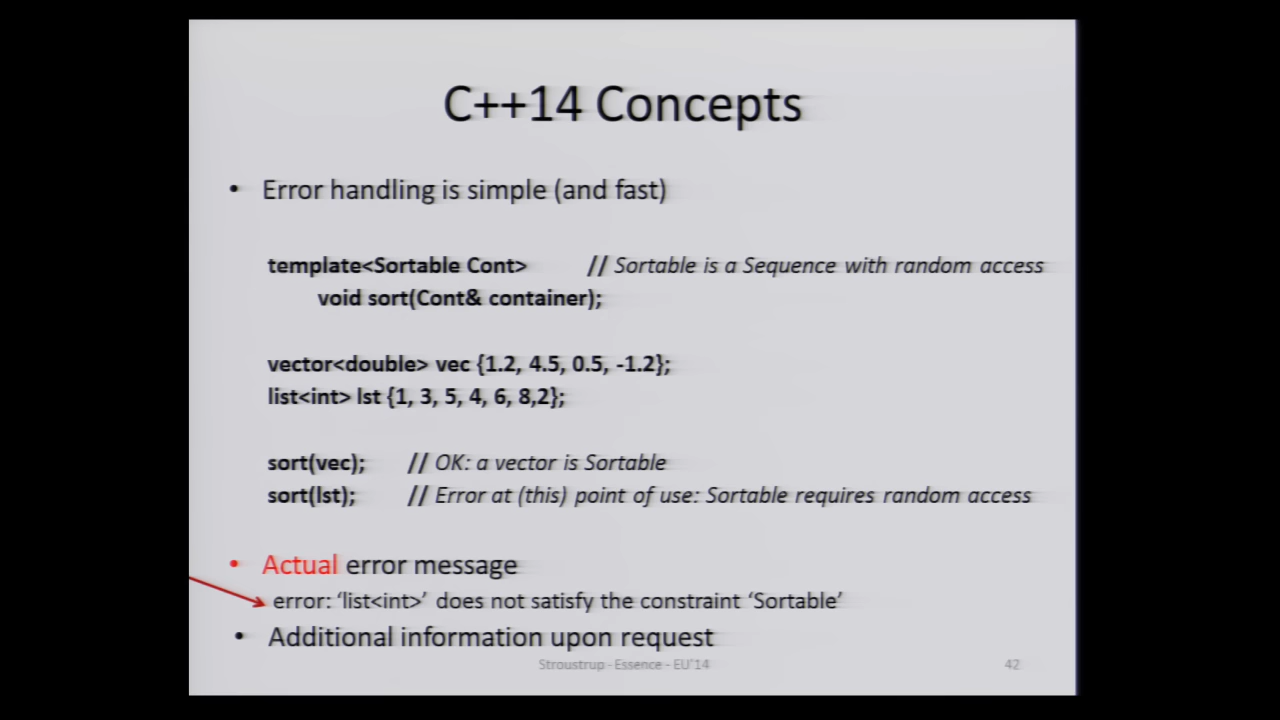 C++14 Concepts
• Error handling is simple (and fast)
template<Sortable Cont> // Sortable is a Sequence with random access
void sort(Cont& container);
vector<double> vec {1.2, 4.5, 0.5, -1.2};
list<int> lst {1, 3, 5, 4, 6, 8,2};
sort(vec); // OK: a vector is Sortable
sort(lst); // Error at (this) point of use: Sortable requires random access
• Actual error message
error: ‘list<int>’ does not satisfy the constraint ‘Sortable’
• Additional information upon request
Stroustrup - Essence - EU'14 42